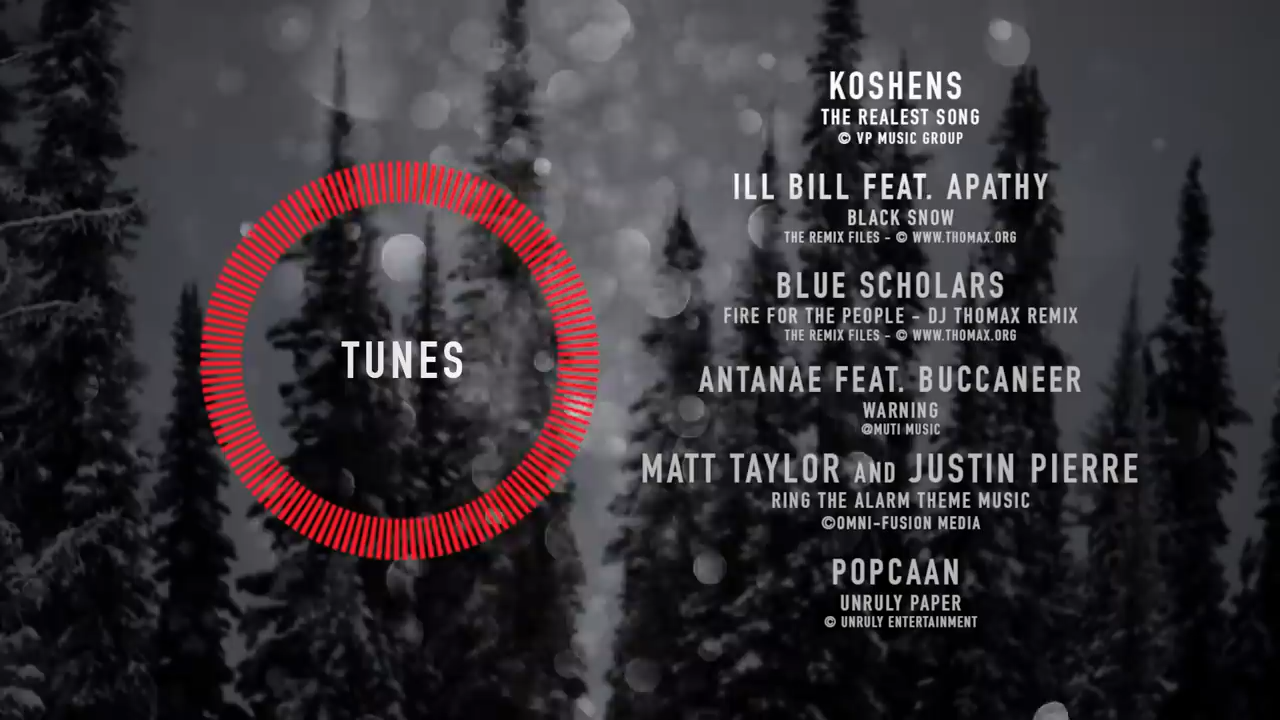 TUNES
KOSHENS
THE REALEST SONG
© VP MUSIC GROUP
ILL BILL FEAT. APATHY
BLACK SNOW
THE REMIX FILES - © WWW.THOMAX.ORG
BLUE SCHOLARS
FIRE FOR THE PEOPLE - DJ THOMAX REMIX
THE REMIX FILES - © WWW.THOMAX.ORG
ANTANAE FEAT. BUCCANEER
WARNING
@MUTI MUSIC
MATT TAYLOR AND JUSTIN PIERRE
RING THE ALARM THEME MUSIC
©OMNI-FUSION MEDIA
POPCAAN
UNRULY PAPER
© UNRULY ENTERTAINMENT